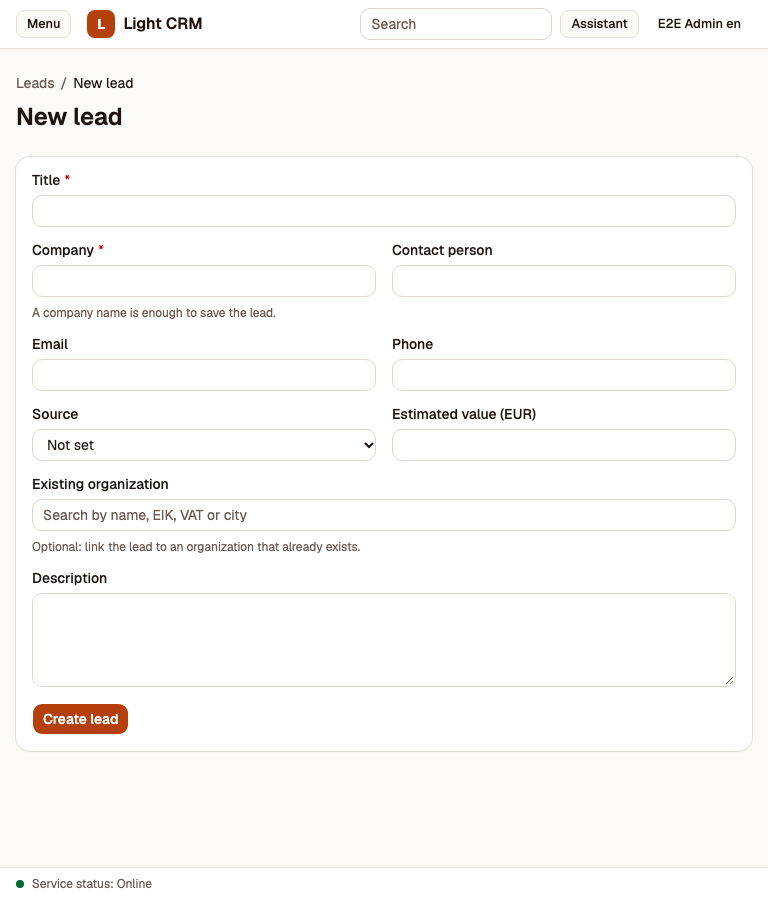 Menu
L
Light CRM
Search
Assistant
E2E Admin en
Leads / New lead
New lead
Title *
Company *
Contact person
A company name is enough to save the lead.
Email
Phone
Source
Estimated value (EUR)
Not set
Existing organization
Search by name, EIK, VAT or city
Optional: link the lead to an organization that already exists.
Description
Create lead
Service status: Online